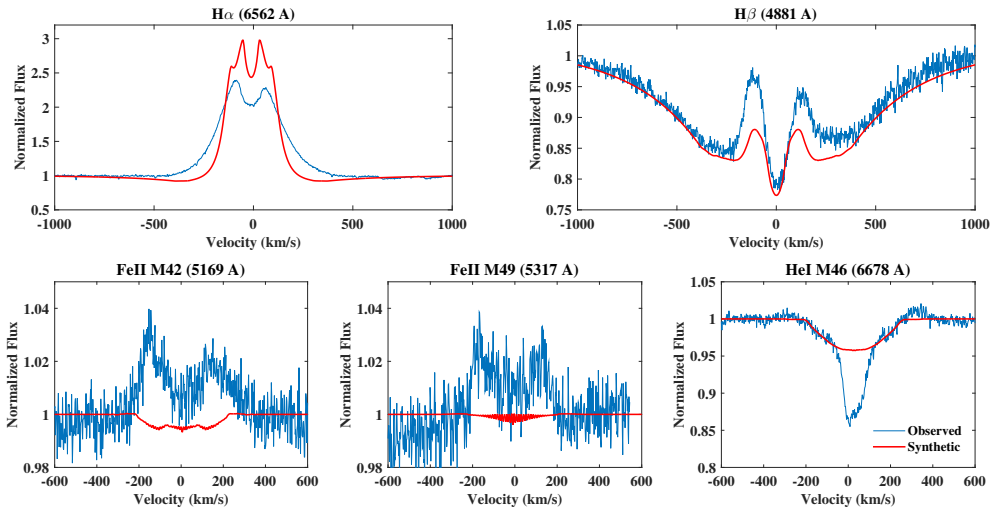 Hα (6562 A)
Normalized Flux
3
2.5
2
1.5
1
0.5
-1000 -500 0 500 1000
Velocity (km/s)
Hβ (4881 A)
Normalized Flux
1.05
1
0.95
0.9
0.85
0.8
0.75
-1000 -500 0 500 1000
Velocity (km/s)
FeII M42 (5169 A)
Normalized Flux
1.04
1.02
1
0.98
-600 -400 -200 0 200 400 600
Velocity (km/s)
FeII M49 (5317 A)
Normalized Flux
1.04
1.02
1
0.98
-600 -400 -200 0 200 400 600
Velocity (km/s)
HeI M46 (6678 A)
Normalized Flux
1.05
1
0.95
0.9
0.85
0.8
Observed
Synthetic
-600 -400 -200 0 200 400 600
Velocity (km/s)